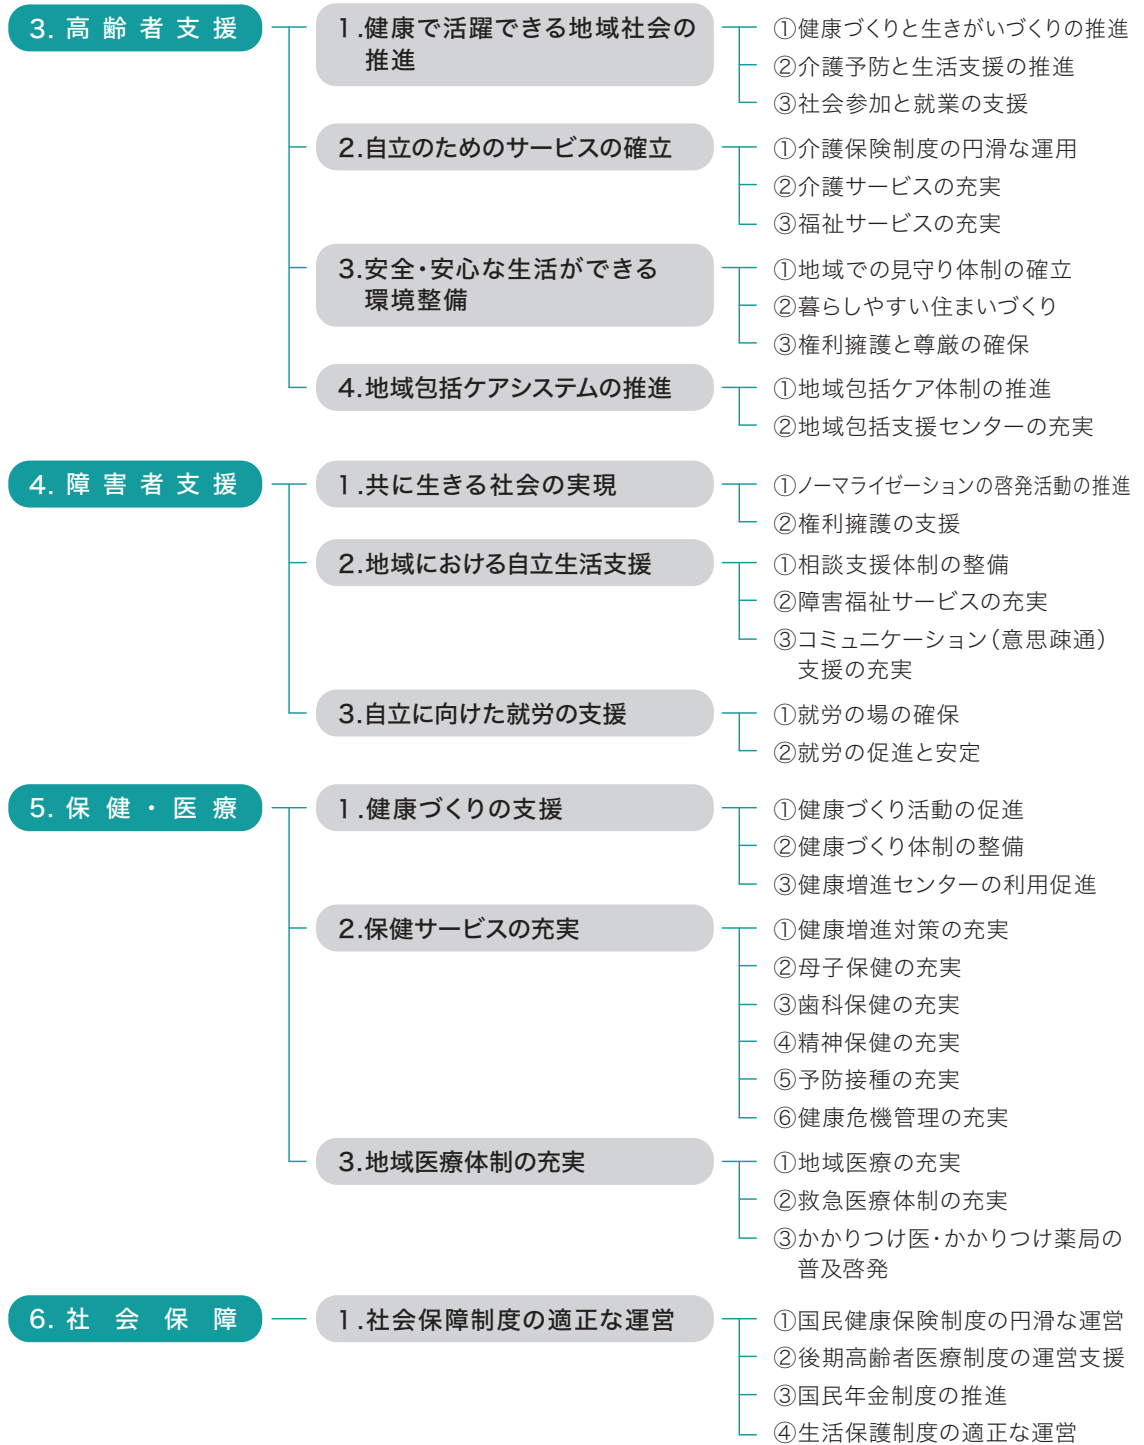 3. 高齢者支援
1.健康で活躍できる地域社会の
推進
①健康づくりと生きがいづくりの推進
②介護予防と生活支援の推進
③社会参加と就業の支援
2.自立のためのサービスの確立
①介護保険制度の円滑な運用
②介護サービスの充実
③福祉サービスの充実
3.安全・安心な生活ができる
環境整備
①地域での見守り体制の確立
②暮らしやすい住まいづくり
③権利擁護と尊厳の確保
4.地域包括ケアシステムの推進
①地域包括ケア体制の推進
②地域包括支援センターの充実
4. 障害者支援
1.共に生きる社会の実現
①ノーマライゼーションの啓発活動の推進
②権利擁護の支援
2.地域における自立生活支援
①相談支援体制の整備
②障害福祉サービスの充実
③コミュニケーション(意思疎通)
支援の充実
3.自立に向けた就労の支援
①就労の場の確保
②就労の促進と安定
5. 保健・医療
1.健康づくりの支援
①健康づくり活動の促進
②健康づくり体制の整備
③健康増進センターの利用促進
2.保健サービスの充実
①健康増進対策の充実
②母子保健の充実
③歯科保健の充実
④精神保健の充実
⑤予防接種の充実
⑥健康危機管理の充実
3.地域医療体制の充実
①地域医療の充実
②救急医療体制の充実
③かかりつけ医・かかりつけ薬局の
普及啓発
6. 社会保障
1.社会保障制度の適正な運営
①国民健康保険制度の円滑な運営
②後期高齢者医療制度の運営支援
③国民年金制度の推進
④生活保護制度の適正な運営